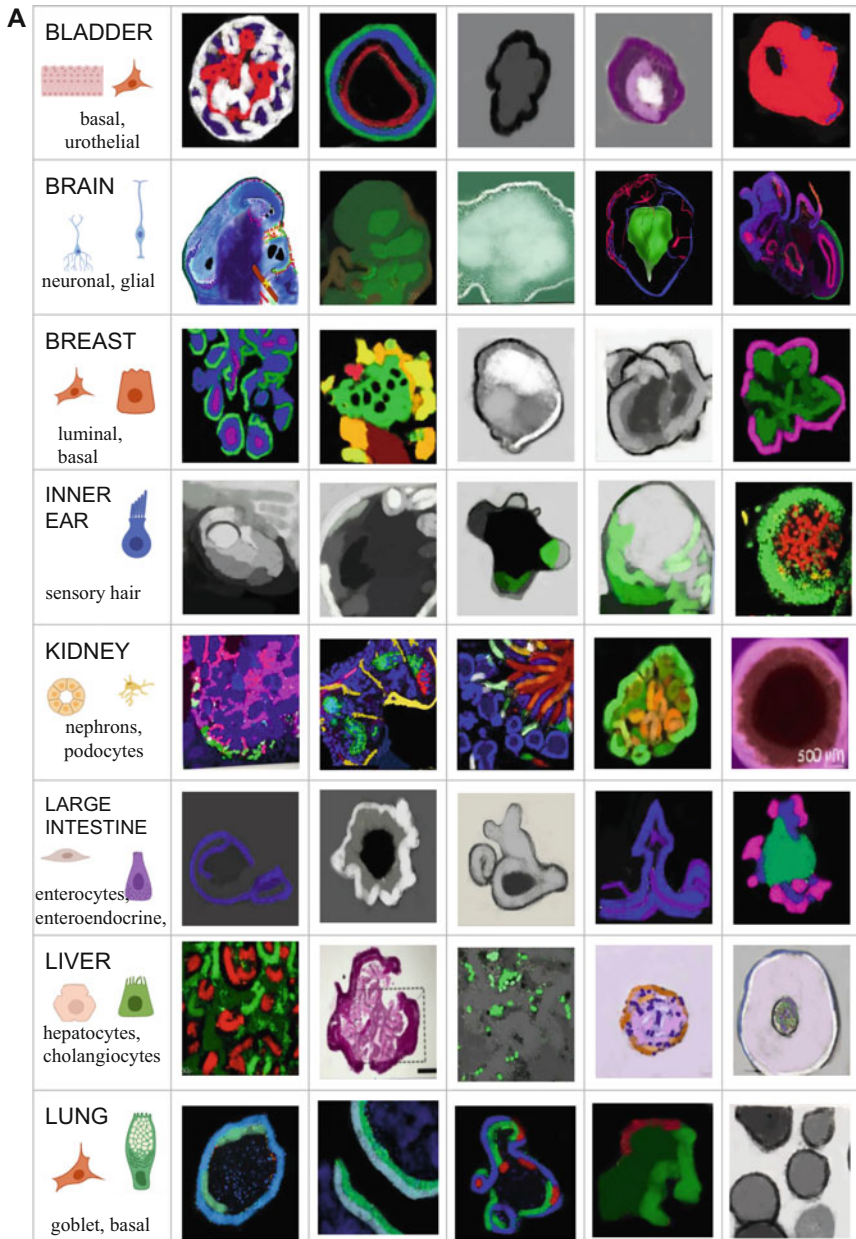 A
BLADDER
basal,
urothelial
BRAIN
neuronal, glial
BREAST
luminal,
basal
INNER
EAR
sensory hair
KIDNEY
nephrons,
podocytes
500 µm
LARGE
INTESTINE
enterocytes,
enteroendocrine,
LIVER
hepatocytes,
cholangiocytes
LUNG
goblet, basal